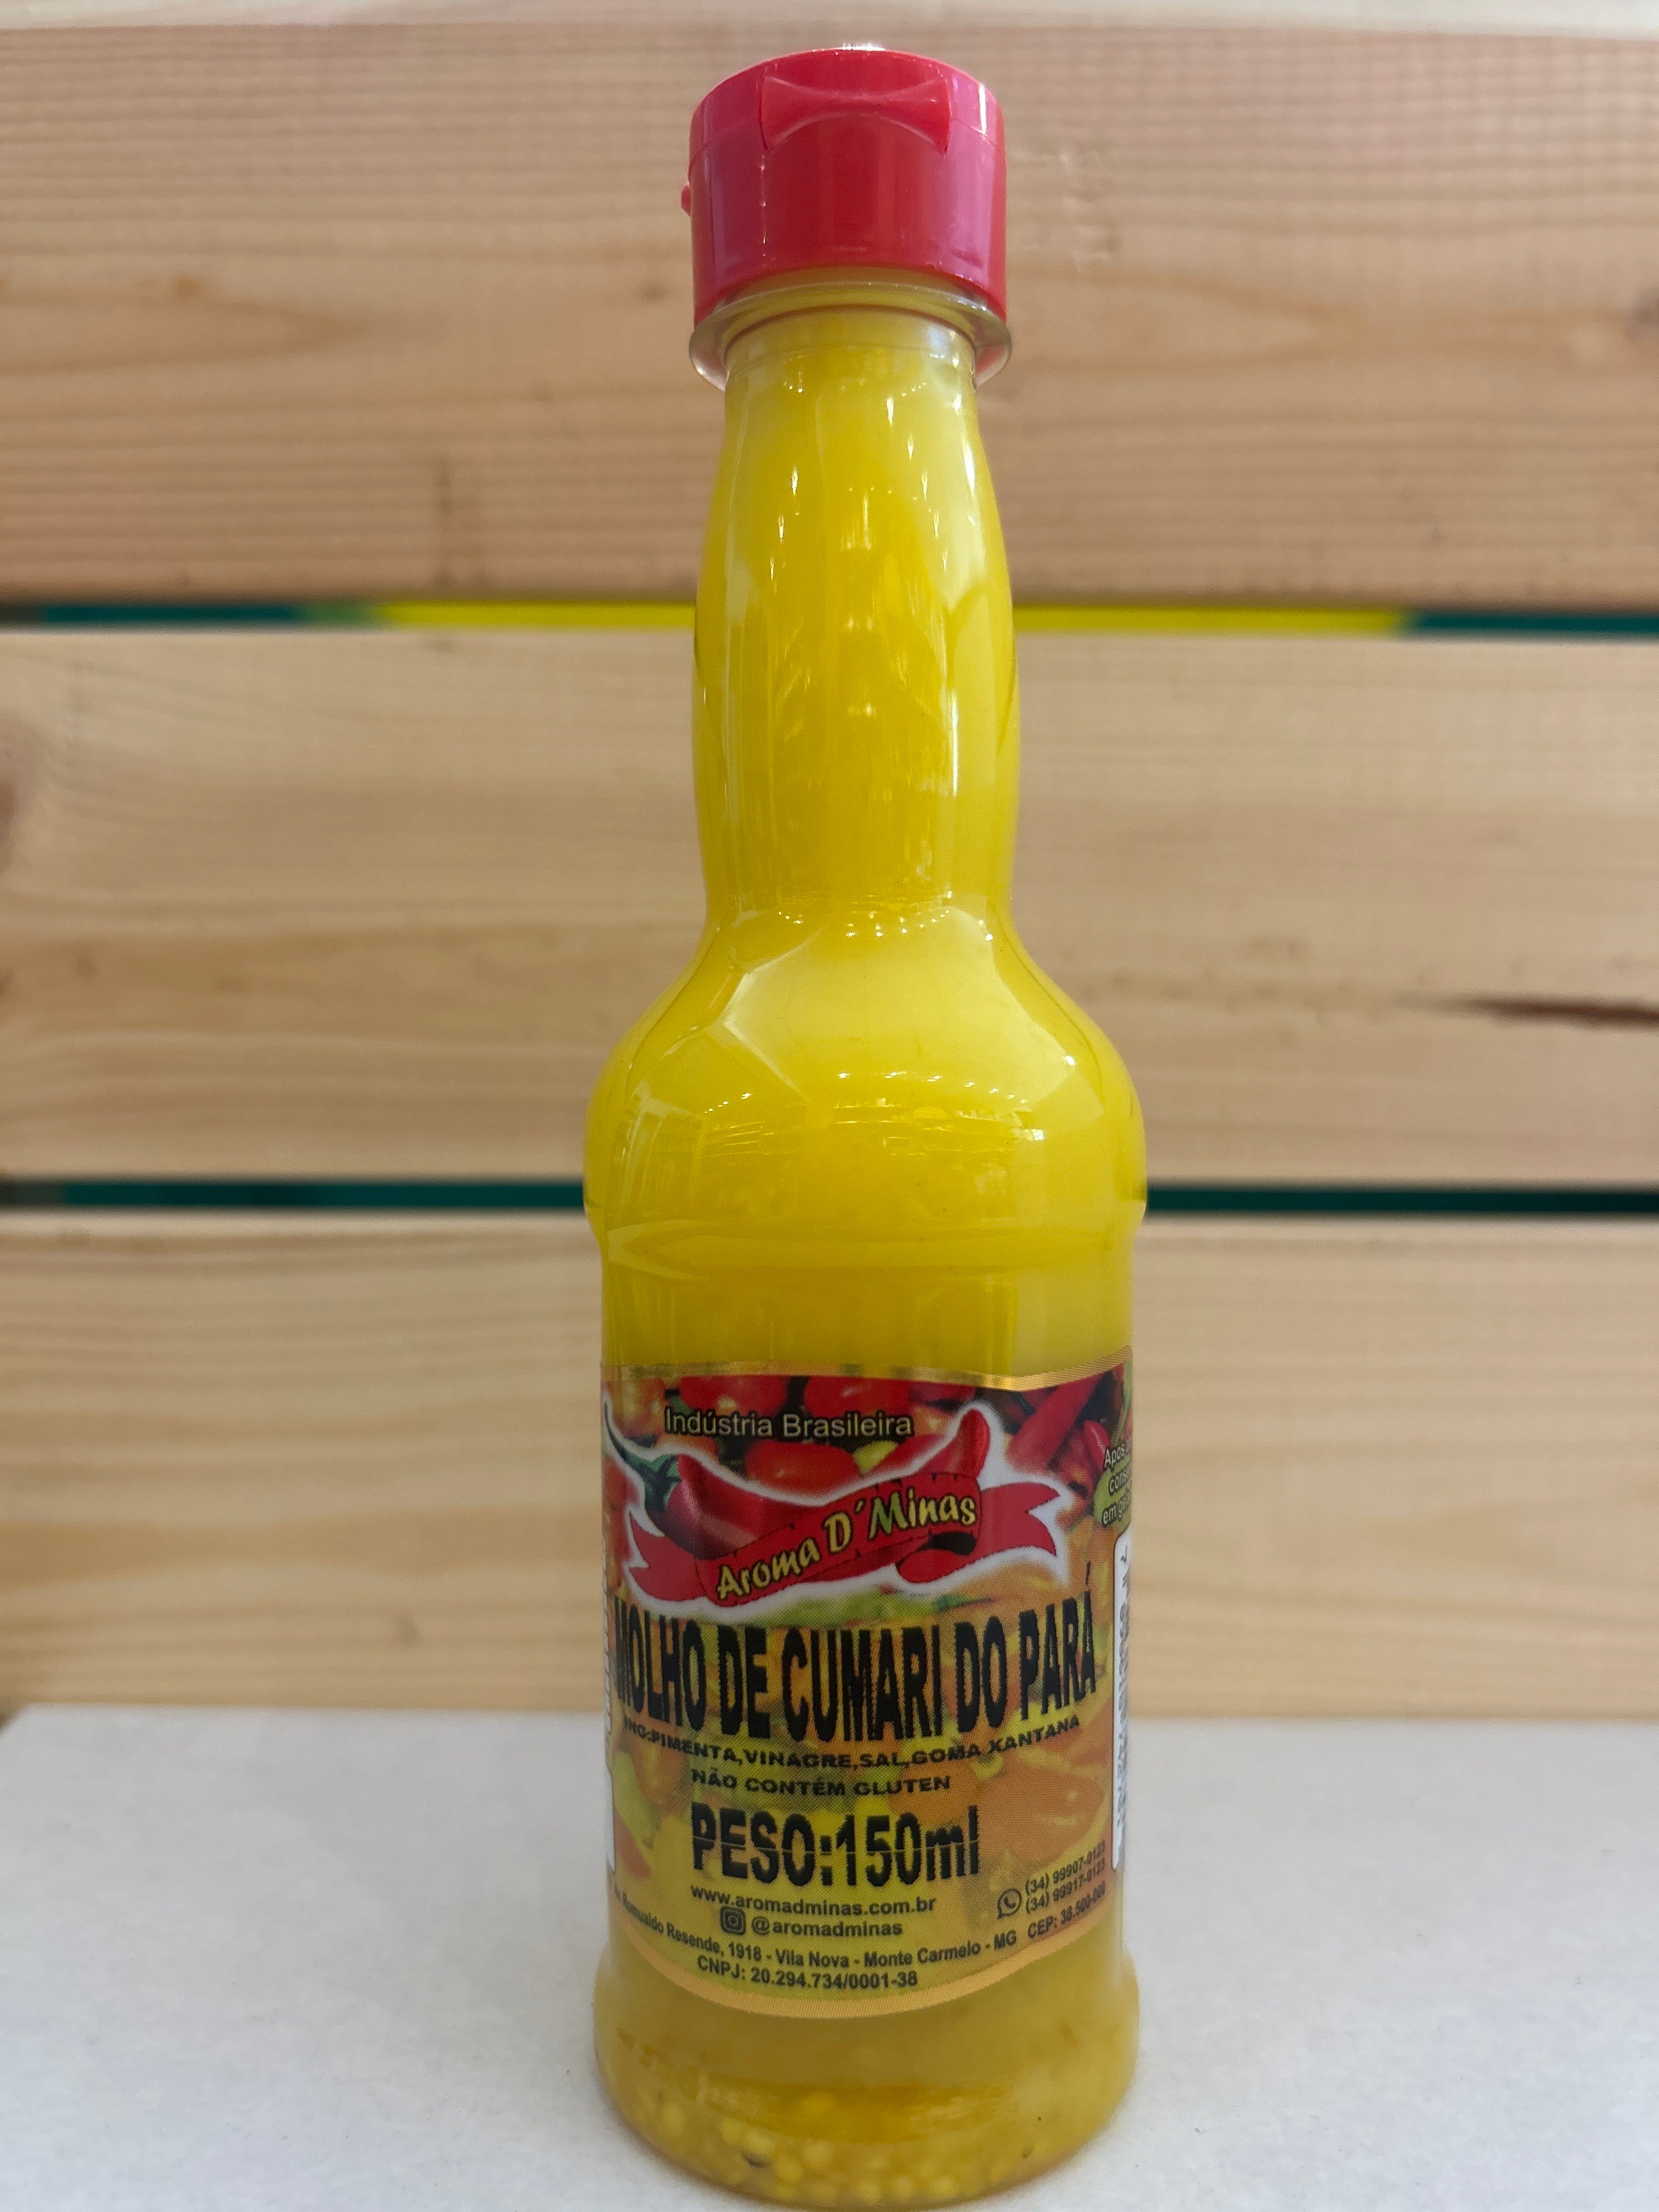 Indústria Brasileira
Aroma D´Minas
MOLHO DE CUMARI DO PARÁ
ING:PIMENTA,VINAGRE,SAL,GOMA XANTANA
NÃO CONTÉM GLUTEN
PESO:150ml
www.aromadminas.com.br
@aromadminas
(34) 99907-0123
(34) 99917-0123
Romualdo Resende, 1918 - Vila Nova - Monte Carmelo - MG CEP: 38.500-000
CNPJ: 20.294.734/0001-38